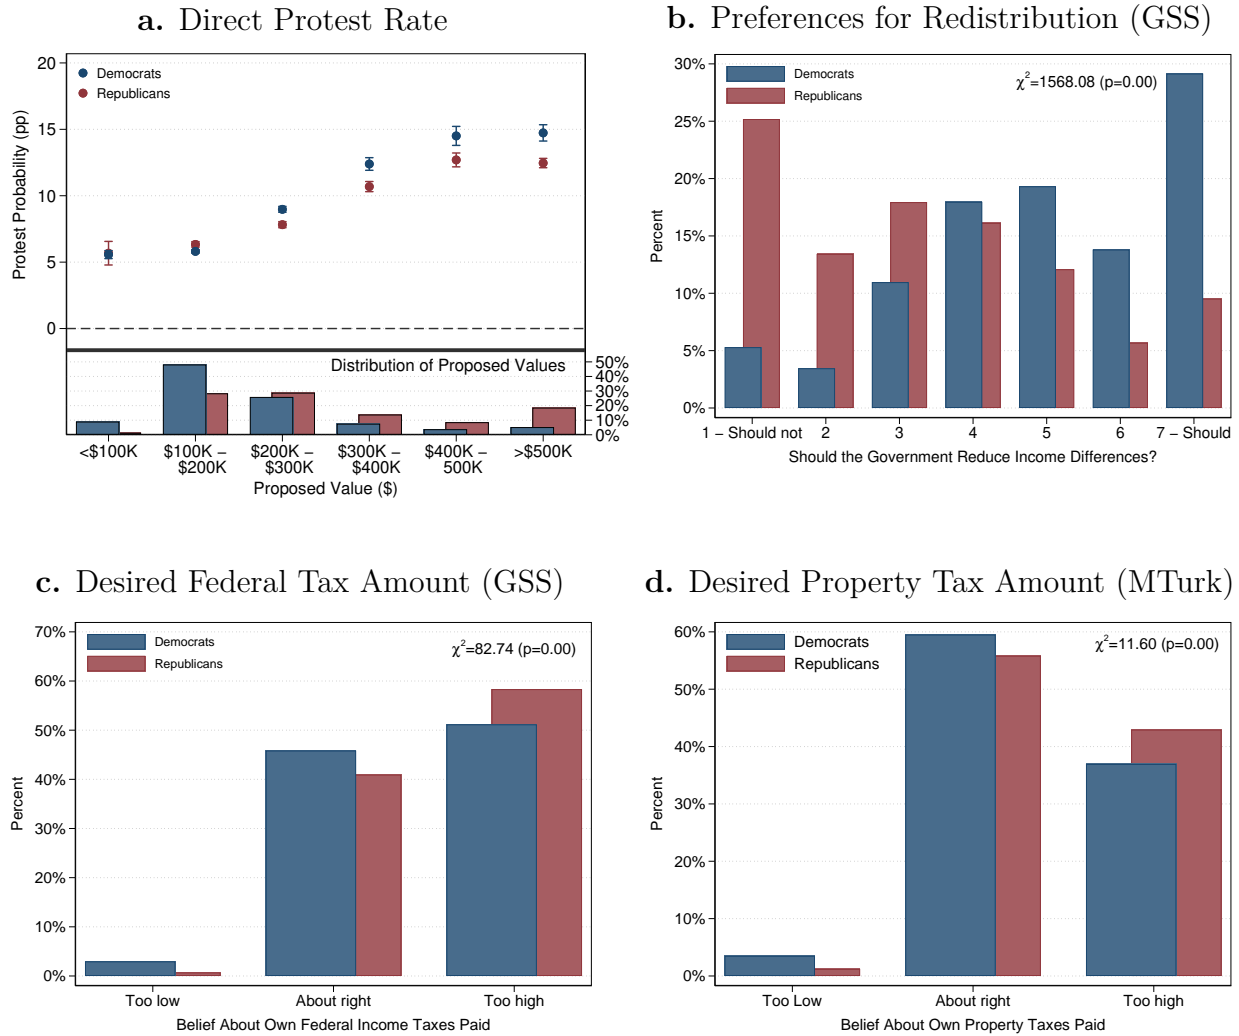 a. Direct Protest Rate
20
15
10
5
0
Protest Probability (pp)
Democrats
Republicans
Distribution of Proposed Values
50%
40%
30%
20%
10%
0%
<$100K
$100K – $200K
$200K – $300K
$300K – $400K
$400K – 500K
>$500K
Proposed Value ($)
b. Preferences for Redistribution (GSS)
30%
25%
20%
15%
10%
5%
0%
Percent
Democrats
Republicans
χ²=1568.08 (p=0.00)
1 – Should not 2 3 4 5 6 7 – Should
Should the Government Reduce Income Differences?
c. Desired Federal Tax Amount (GSS)
70%
60%
50%
40%
30%
20%
10%
0%
Percent
Democrats
Republicans
χ²=82.74 (p=0.00)
Too low About right Too high
Belief About Own Federal Income Taxes Paid
d. Desired Property Tax Amount (MTurk)
60%
50%
40%
30%
20%
10%
0%
Percent
Democrats
Republicans
χ²=11.60 (p=0.00)
Too Low About right Too high
Belief About Own Property Taxes Paid